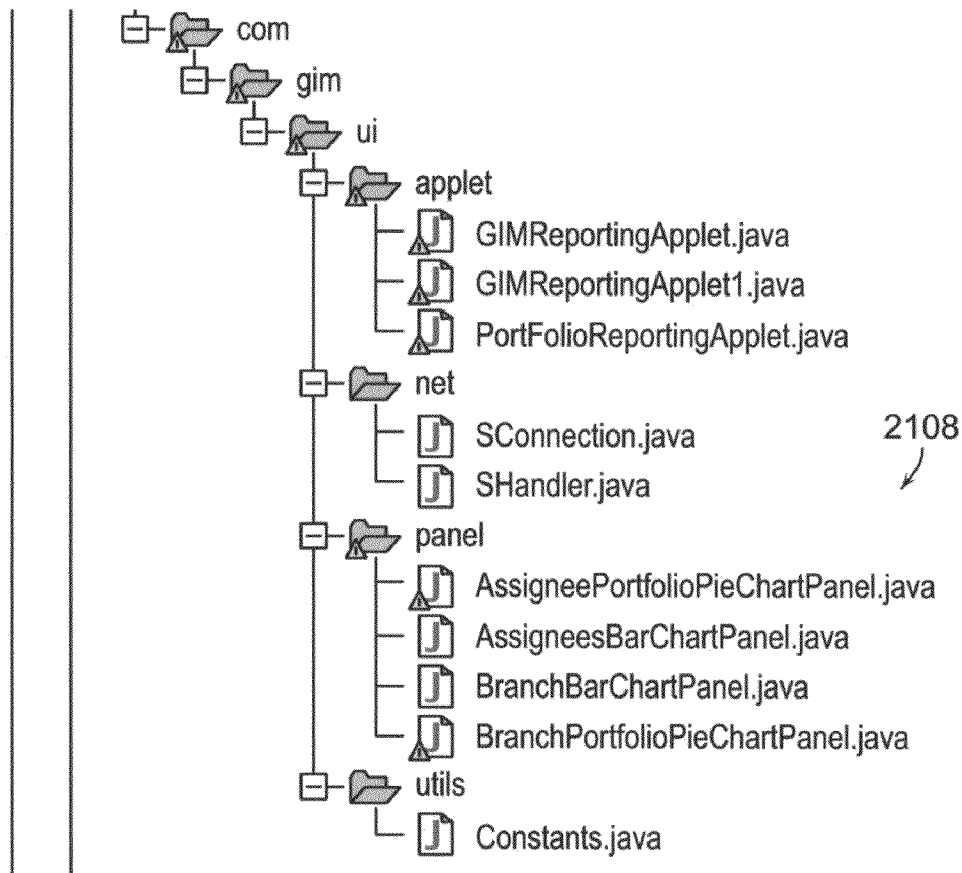 com
gim
ui
applet
GIMReportingApplet.java
GIMReportingApplet1.java
PortFolioReportingApplet.java
net
SConnection.java
2108
SHandler.java
panel
AssigneePortfolioPieChartPanel.java
AssigneesBarChartPanel.java
BranchBarChartPanel.java
BranchPortfolioPieChartPanel.java
utils
Constants.java